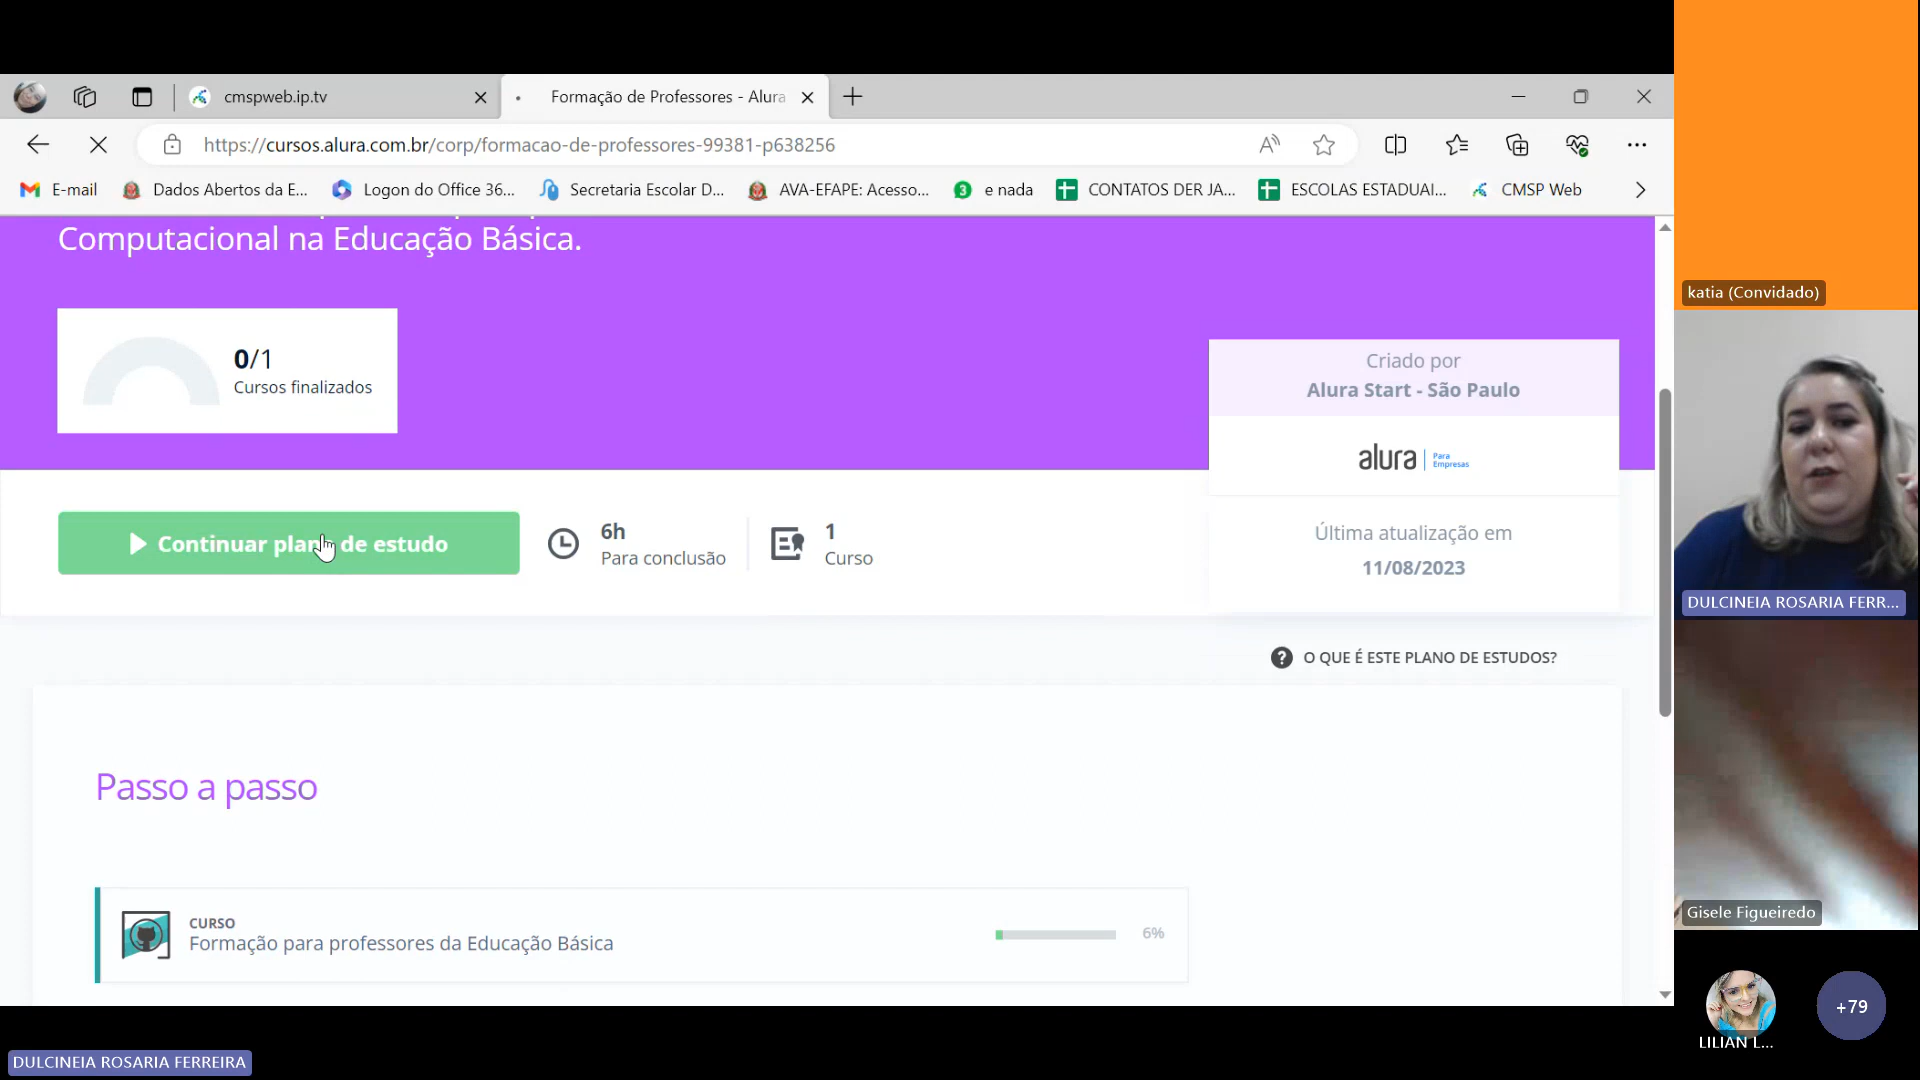 cmspweb.ip.tv
Formação de Professores - Alura
https://cursos.alura.com.br/corp/formacao-de-professores-99381-p638256
E-mail
Dados Abertos da E...
Logon do Office 36...
Secretaria Escolar D...
AVA-EFAPE: Acesso...
3
e nada
CONTATOS DER JA...
ESCOLAS ESTADUAI...
CMSP Web
Computacional na Educação Básica.
0/1
Cursos finalizados
Criado por
Alura Start - São Paulo
alura
Para
Empresas
Continuar plano de estudo
6h
Para conclusão
1
Curso
Última atualização em
11/08/2023
? O QUE É ESTE PLANO DE ESTUDOS?
Passo a passo
CURSO
Formação para professores da Educação Básica
6%
katia (Convidado)
DULCINEIA ROSARIA FERR...
Gisele Figueiredo
LILIAN L...
+79
DULCINEIA ROSARIA FERREIRA